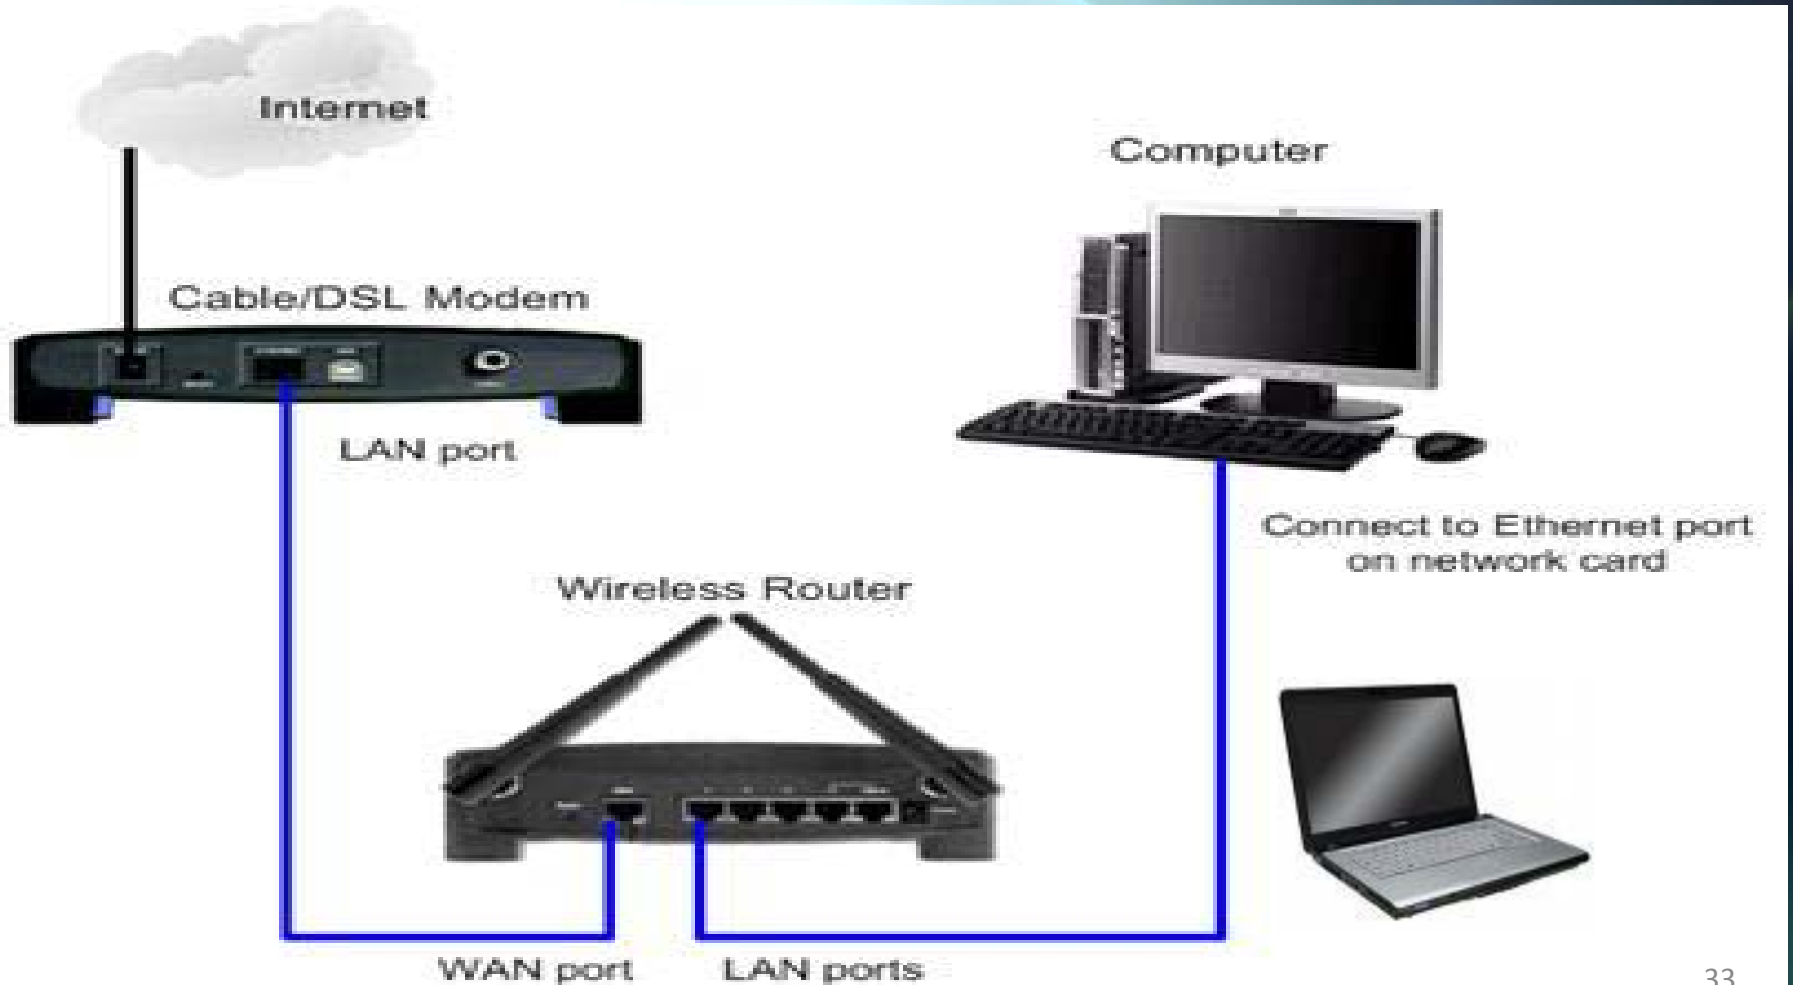 Internet
Computer
Cable/DSL Modem
LAN port
Connect to Ethernet port
on network card
Wireless Router
WAN port
LAN ports
33